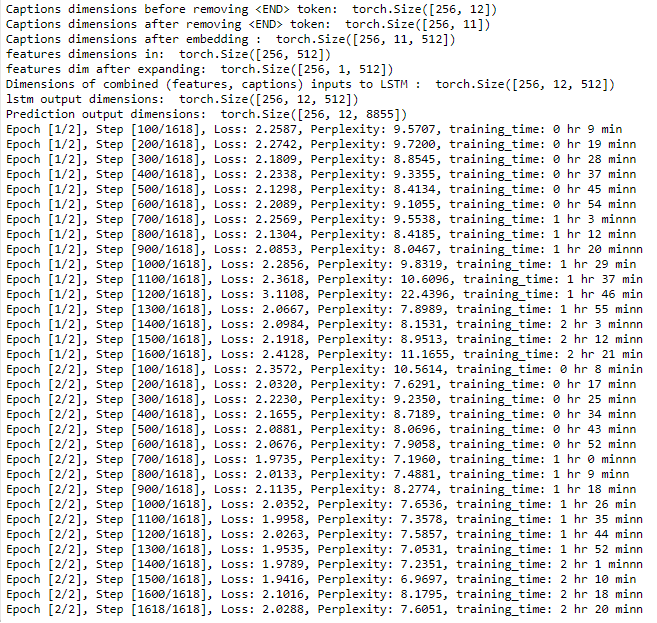 Captions dimensions before removing <END> token:  torch.Size([256, 12])
Captions dimensions after removing <END> token:  torch.Size([256, 11])
Captions dimensions after embedding :  torch.Size([256, 11, 512])
features dimensions in:  torch.Size([256, 512])
features dim after expanding:  torch.Size([256, 1, 512])
Dimensions of combined (features, captions) inputs to LSTM :  torch.Size([256, 12, 512])
lstm output dimensions:  torch.Size([256, 12, 512])
Prediction output dimensions:  torch.Size([256, 12, 8855])
Epoch [1/2], Step [100/1618], Loss: 2.2587, Perplexity: 9.5707, training_time: 0 hr 9 min
Epoch [1/2], Step [200/1618], Loss: 2.2742, Perplexity: 9.7200, training_time: 0 hr 19 minn
Epoch [1/2], Step [300/1618], Loss: 2.1809, Perplexity: 8.8545, training_time: 0 hr 28 min
Epoch [1/2], Step [400/1618], Loss: 2.2338, Perplexity: 9.3355, training_time: 0 hr 37 min
Epoch [1/2], Step [500/1618], Loss: 2.1298, Perplexity: 8.4134, training_time: 0 hr 45 min
Epoch [1/2], Step [600/1618], Loss: 2.2089, Perplexity: 9.1055, training_time: 0 hr 54 min
Epoch [1/2], Step [700/1618], Loss: 2.2569, Perplexity: 9.5538, training_time: 1 hr 3 minnn
Epoch [1/2], Step [800/1618], Loss: 2.1304, Perplexity: 8.4185, training_time: 1 hr 12 min
Epoch [1/2], Step [900/1618], Loss: 2.0853, Perplexity: 8.0467, training_time: 1 hr 20 minnn
Epoch [1/2], Step [1000/1618], Loss: 2.2856, Perplexity: 9.8319, training_time: 1 hr 29 min
Epoch [1/2], Step [1100/1618], Loss: 2.3618, Perplexity: 10.6096, training_time: 1 hr 37 min
Epoch [1/2], Step [1200/1618], Loss: 3.1108, Perplexity: 22.4396, training_time: 1 hr 46 min
Epoch [1/2], Step [1300/1618], Loss: 2.0667, Perplexity: 7.8989, training_time: 1 hr 55 min
Epoch [1/2], Step [1400/1618], Loss: 2.0984, Perplexity: 8.1531, training_time: 2 hr 3 minnn
Epoch [1/2], Step [1500/1618], Loss: 2.1918, Perplexity: 8.9513, training_time: 2 hr 12 min
Epoch [1/2], Step [1600/1618], Loss: 2.4128, Perplexity: 11.1655, training_time: 2 hr 21 min
Epoch [2/2], Step [100/1618], Loss: 2.3572, Perplexity: 10.5614, training_time: 0 hr 8 minin
Epoch [2/2], Step [200/1618], Loss: 2.0320, Perplexity: 7.6291, training_time: 0 hr 17 min
Epoch [2/2], Step [300/1618], Loss: 2.2230, Perplexity: 9.2350, training_time: 0 hr 25 min
Epoch [2/2], Step [400/1618], Loss: 2.1655, Perplexity: 8.7189, training_time: 0 hr 34 min
Epoch [2/2], Step [500/1618], Loss: 2.0881, Perplexity: 8.0696, training_time: 0 hr 43 min
Epoch [2/2], Step [600/1618], Loss: 2.0676, Perplexity: 7.9058, training_time: 0 hr 52 min
Epoch [2/2], Step [700/1618], Loss: 1.9735, Perplexity: 7.1960, training_time: 1 hr 0 minnn
Epoch [2/2], Step [800/1618], Loss: 2.0133, Perplexity: 7.4881, training_time: 1 hr 9 min
Epoch [2/2], Step [900/1618], Loss: 2.1135, Perplexity: 8.2774, training_time: 1 hr 18 minn
Epoch [2/2], Step [1000/1618], Loss: 2.0352, Perplexity: 7.6536, training_time: 1 hr 26 min
Epoch [2/2], Step [1100/1618], Loss: 1.9958, Perplexity: 7.3578, training_time: 1 hr 35 minn
Epoch [2/2], Step [1200/1618], Loss: 2.0263, Perplexity: 7.5857, training_time: 1 hr 44 minn
Epoch [2/2], Step [1300/1618], Loss: 1.9535, Perplexity: 7.0531, training_time: 1 hr 52 min
Epoch [2/2], Step [1400/1618], Loss: 1.9789, Perplexity: 7.2351, training_time: 2 hr 1 minnn
Epoch [2/2], Step [1500/1618], Loss: 1.9416, Perplexity: 6.9697, training_time: 2 hr 10 min
Epoch [2/2], Step [1600/1618], Loss: 2.1016, Perplexity: 8.1795, training_time: 2 hr 18 minn
Epoch [2/2], Step [1618/1618], Loss: 2.0288, Perplexity: 7.6051, training_time: 2 hr 20 minn